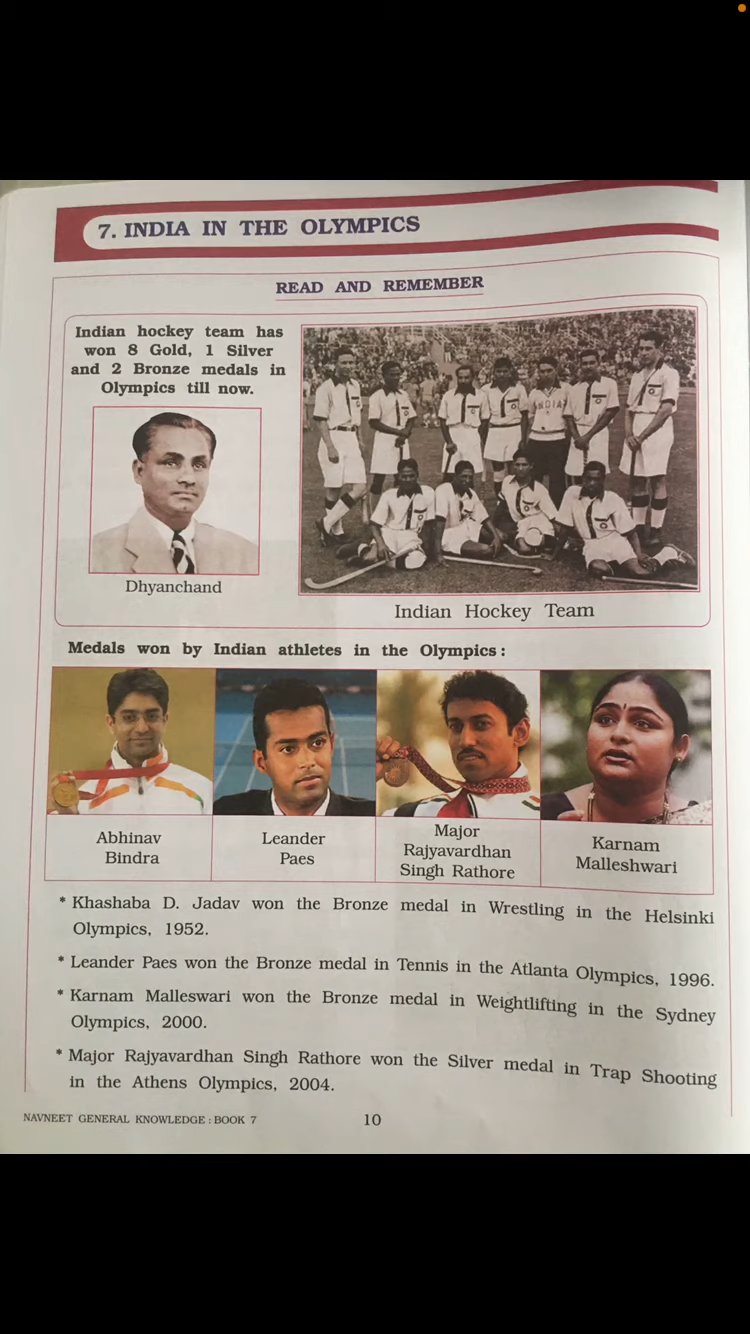 7. INDIA IN THE OLYMPICS
READ AND REMEMBER
Indian hockey team has
won 8 Gold, 1 Silver
and 2 Bronze medals in
Olympics till now.
INDIA
Dhyanchand
Indian Hockey Team
Medals won by Indian athletes in the Olympics :
Abhinav
Bindra
Leander
Paes
Major
Rajyavardhan
Singh Rathore
Karnam
Malleshwari
* Khashaba D. Jadav won the Bronze medal in Wrestling in the Helsinki
Olympics, 1952.
* Leander Paes won the Bronze medal in Tennis in the Atlanta Olympics, 1996.
* Karnam Malleswari won the Bronze medal in Weightlifting in the Sydney
Olympics, 2000.
* Major Rajyavardhan Singh Rathore won the Silver medal in Trap Shooting
in the Athens Olympics, 2004.
NAVNEET GENERAL KNOWLEDGE : BOOK 7
10